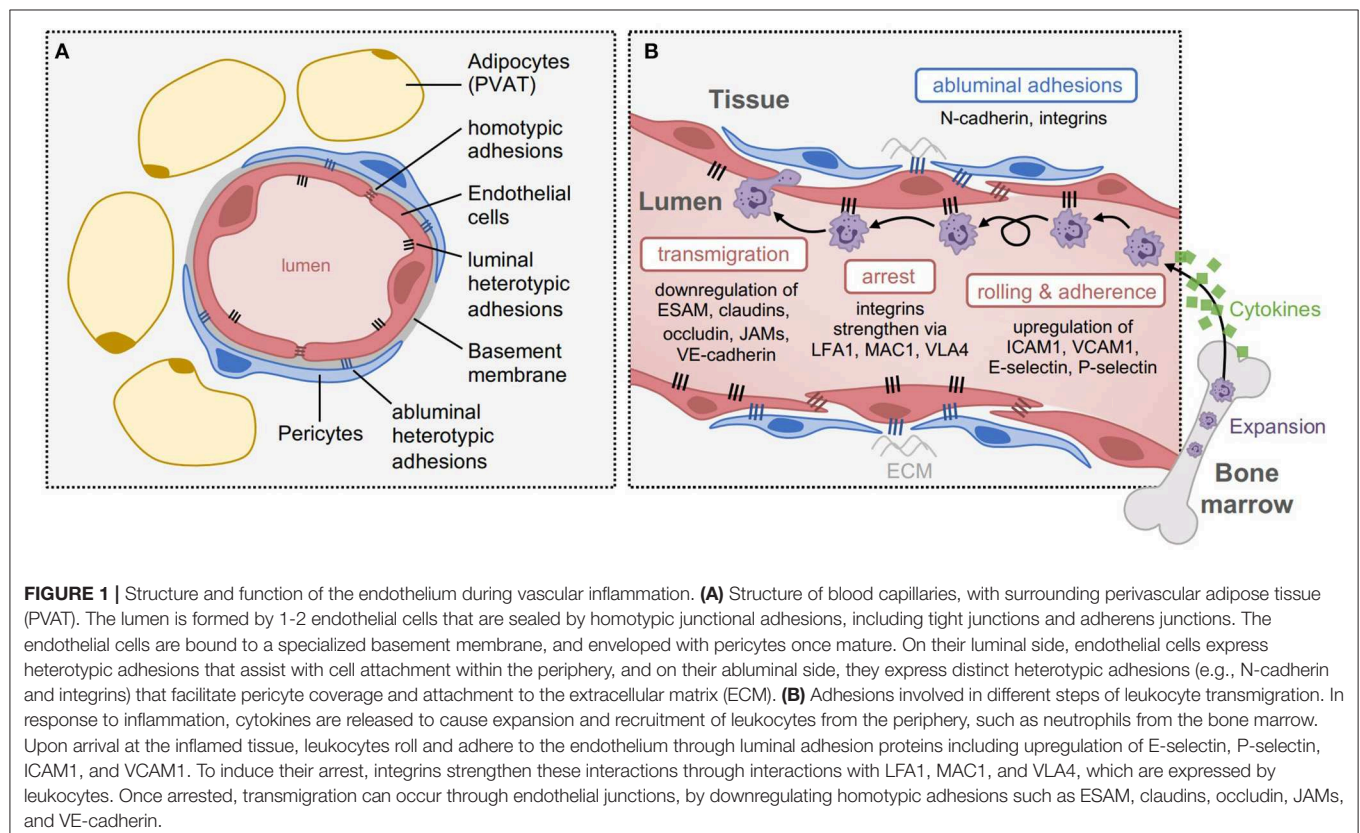 A
Adipocytes
(PVAT)
homotypic
adhesions
Endothelial
cells
luminal
heterotypic
adhesions
Basement
membrane
abluminal
heterotypic
adhesions
Pericytes
lumen
B
Tissue
abluminal adhesions
N-cadherin, integrins
Lumen
transmigration
downregulation of
ESAM, claudins,
occludin, JAMs,
VE-cadherin
arrest
integrins
strengthen via
LFA1, MAC1, VLA4
rolling & adherence
upregulation of
ICAM1, VCAM1,
E-selectin, P-selectin
Cytokines
Expansion
Bone
marrow
ECM
FIGURE 1 | Structure and function of the endothelium during vascular inflammation. (A) Structure of blood capillaries, with surrounding perivascular adipose tissue
(PVAT). The lumen is formed by 1-2 endothelial cells that are sealed by homotypic junctional adhesions, including tight junctions and adherens junctions. The
endothelial cells are bound to a specialized basement membrane, and enveloped with pericytes once mature. On their luminal side, endothelial cells express
heterotypic adhesions that assist with cell attachment within the periphery, and on their abluminal side, they express distinct heterotypic adhesions (e.g., N-cadherin
and integrins) that facilitate pericyte coverage and attachment to the extracellular matrix (ECM). (B) Adhesions involved in different steps of leukocyte transmigration. In
response to inflammation, cytokines are released to cause expansion and recruitment of leukocytes from the periphery, such as neutrophils from the bone marrow.
Upon arrival at the inflamed tissue, leukocytes roll and adhere to the endothelium through luminal adhesion proteins including upregulation of E-selectin, P-selectin,
ICAM1, and VCAM1. To induce their arrest, integrins strengthen these interactions through interactions with LFA1, MAC1, and VLA4, which are expressed by
leukocytes. Once arrested, transmigration can occur through endothelial junctions, by downregulating homotypic adhesions such as ESAM, claudins, occludin, JAMs,
and VE-cadherin.